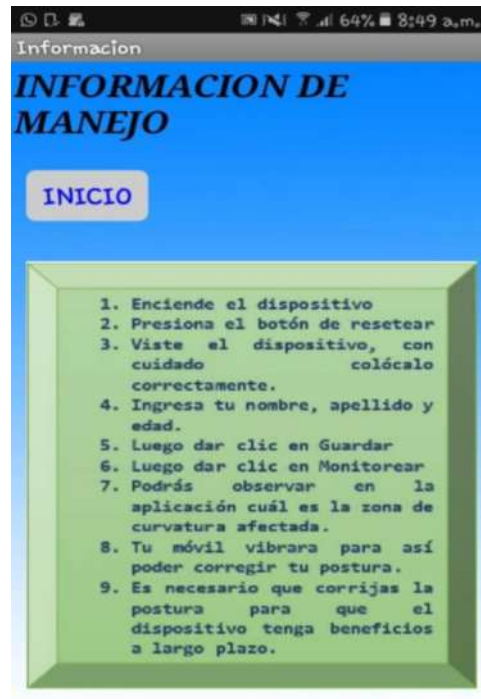 64% 8:49 a.m.
Informacion
INFORMACION DE
MANEJO
INICIO
1. Enciende el dispositivo
2. Presiona el botón de resetear
3. Viste el dispositivo, con
cuidado colócalo
correctamente.
4. Ingresa tu nombre, apellido y
edad.
5. Luego dar clic en Guardar
6. Luego dar clic en Monitorear
7. Podrás observar en la
aplicación cuál es la zona de
curvatura afectada.
8. Tu móvil vibrara para así
poder corregir tu postura.
9. Es necesario que corrijas la
postura para que el
dispositivo tenga beneficios
a largo plazo.